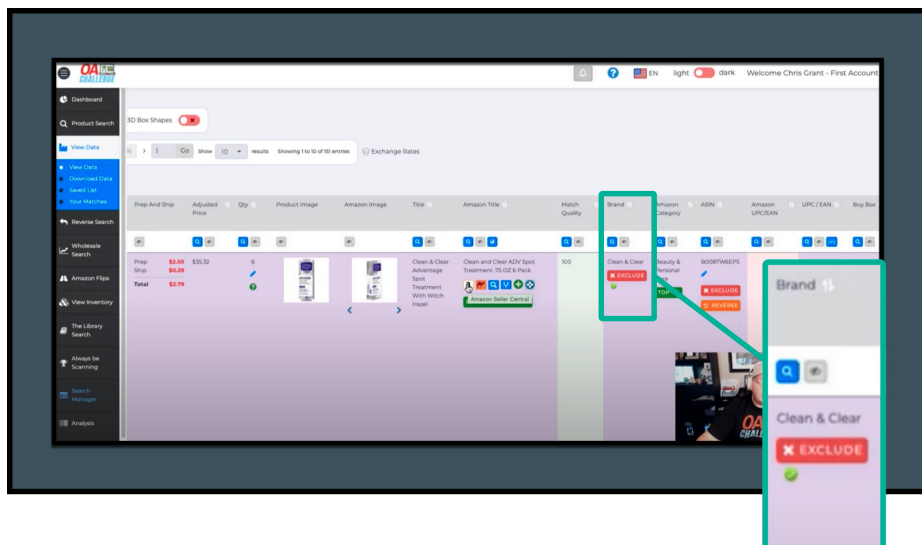 OA
CHALLENGE
EN light dark Welcome Chris Grant - First Account
Dashboard
Product Search
View Data
View Data
Download Data
Saved List
Your Matches
Reverse Search
Wholesale
Search
Amazon Flips
View Inventory
The Library
Search
Always be
Scanning
Search
Manager
Analysis
3D Box Shapes
1 Go Show 10 results Showing 1 to 10 of 151 entries Exchange Rates
Prep And Ship
Adjusted
Price
Qty
Product Image
Amazon Image
Title
Amazon Title
Match
Quality
Brand
Amazon
Category
ASIN
Amazon
UPC/EAN
UPC / EAN
Buy Box
Prep $2.50
Ship $0.29
Total $2.79
$35.32
6
Clean & Clear
Advantage
Spot
Treatment
With Witch
Hazel
Clean and Clear ADV Spot
Treatment .75 OZ 6 Pack
Amazon Seller Central
100
Clean & Clear
EXCLUDE
Beauty &
Personal
TOP
B0087W6EPS
EXCLUDE
REVERSE
OA
Brand
Clean & Clear
EXCLUDE